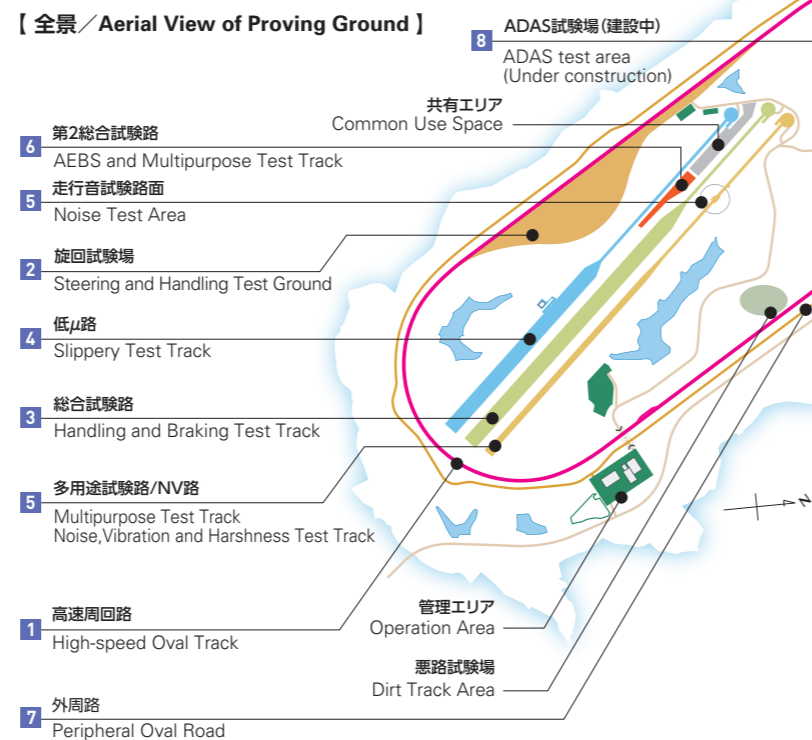 【 全景／Aerial View of Proving Ground 】
8
ADAS試験場(建設中)
ADAS test area
(Under construction)
共有エリア
Common Use Space
6
第2総合試験路
AEBS and Multipurpose Test Track
5
走行音試験路面
Noise Test Area
2
旋回試験場
Steering and Handling Test Ground
4
低μ路
Slippery Test Track
3
総合試験路
Handling and Braking Test Track
5
多用途試験路/NV路
Multipurpose Test Track
Noise,Vibration and Harshness Test Track
N
1
高速周回路
High-speed Oval Track
管理エリア
Operation Area
悪路試験場
Dirt Track Area
7
外周路
Peripheral Oval Road